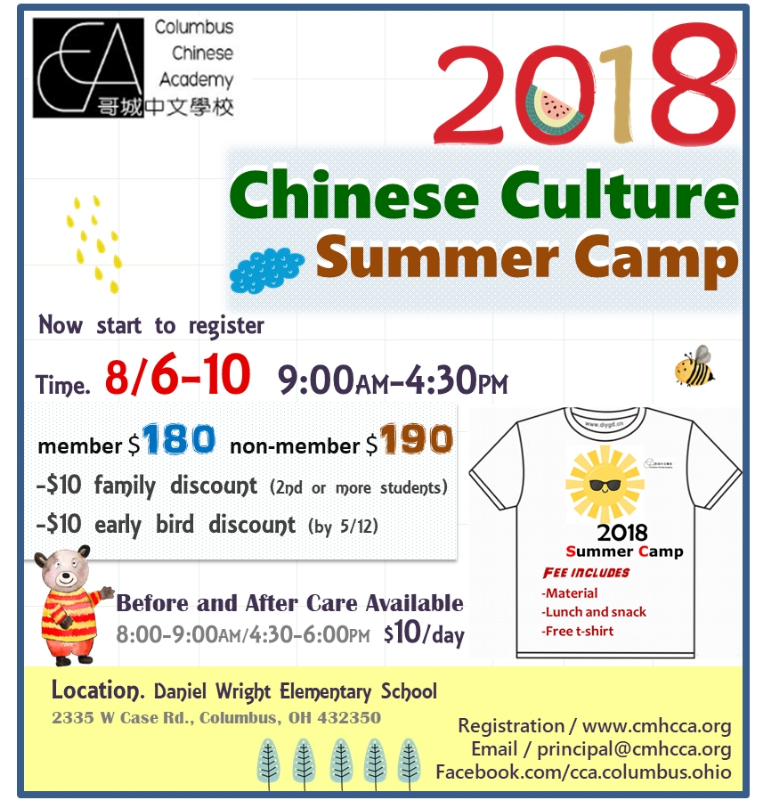 Columbus
Chinese
Academy
哥城中文學校
2018
Chinese Culture
Summer Camp
Now start to register
Time. 8/6-10 9:00AM-4:30PM
member $180 non-member $190
-$10 family discount (2nd or more students)
-$10 early bird discount (by 5/12)
www.diygd.cn
2018
Summer Camp
FEE INCLUDES
-Material
-Lunch and snack
-Free t-shirt
Before and After Care Available
8:00-9:00AM/4:30-6:00PM $10/day
Location. Daniel Wright Elementary School
2335 W Case Rd., Columbus, OH 432350
Registration / www.cmhcca.org
Email / principal@cmhcca.org
Facebook.com/cca.columbus.ohio